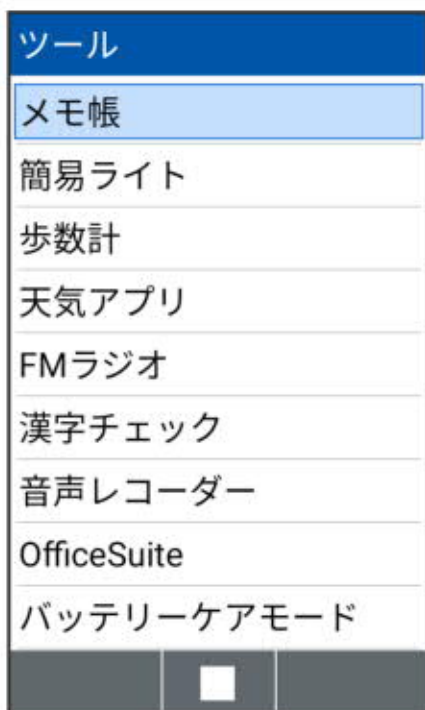 ツール
メモ帳
簡易ライト
歩数計
天気アプリ
FMラジオ
漢字チェック
音声レコーダー
OfficeSuite
バッテリーケアモード